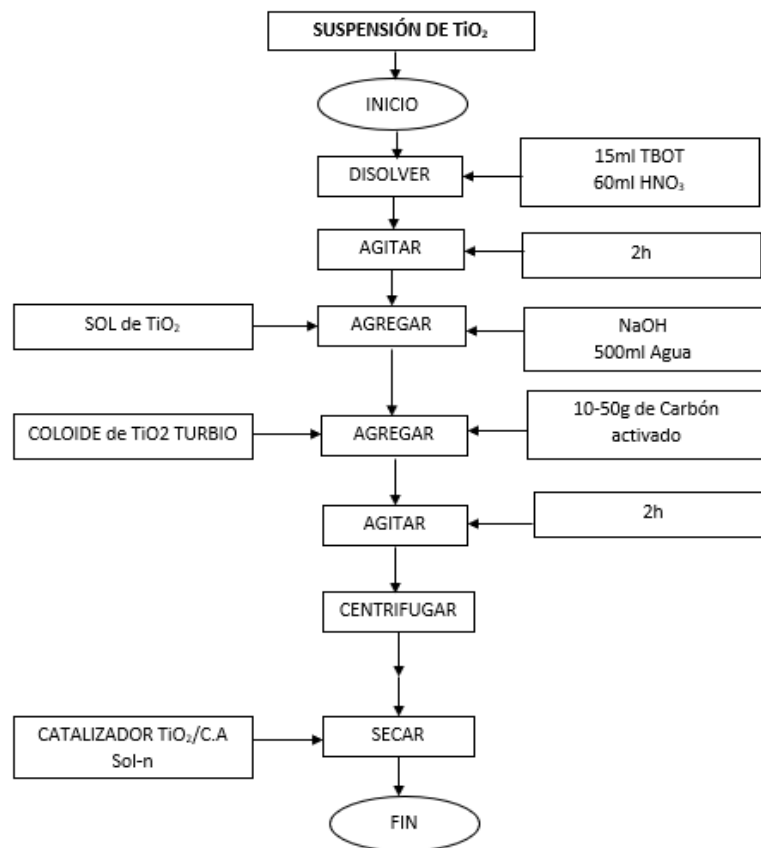 SUSPENSIÓN DE TiO₂
INICIO
DISOLVER
15ml TBOT
60ml HNO₃
AGITAR
2h
SOL de TiO₂
AGREGAR
NaOH
500ml Agua
COLOIDE de TiO2 TURBIO
AGREGAR
10-50g de Carbón
activado
AGITAR
2h
CENTRIFUGAR
CATALIZADOR TiO₂/C.A
Sol-n
SECAR
FIN